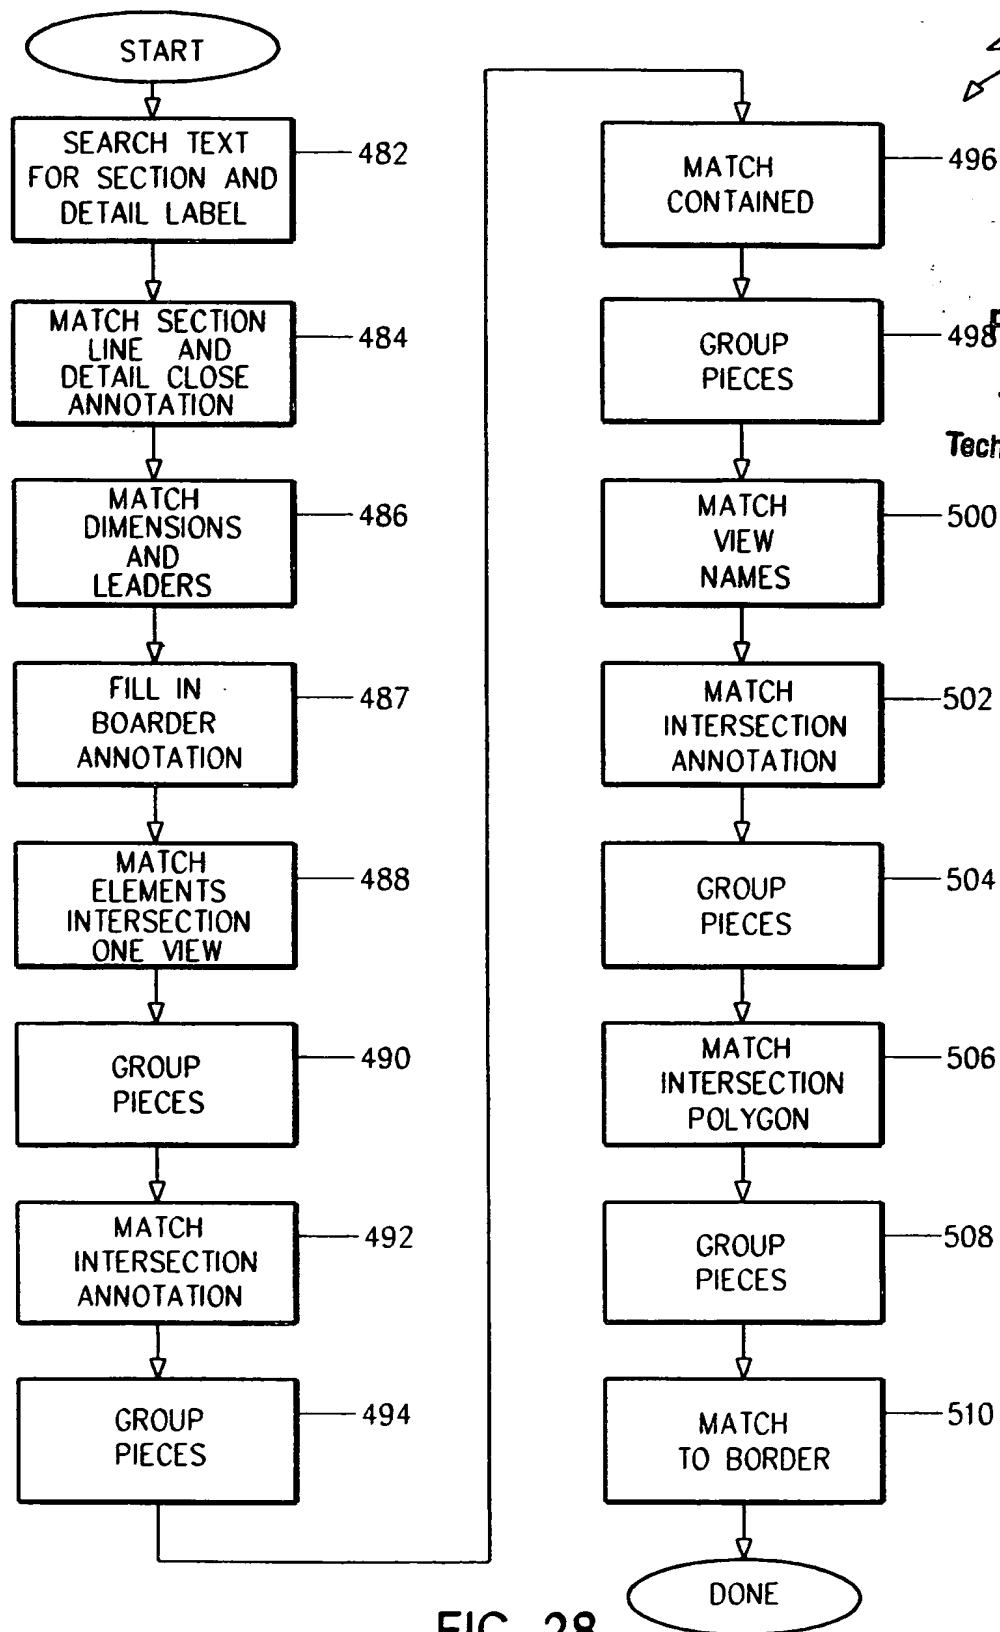 START
SEARCH TEXT
FOR SECTION AND
DETAIL LABEL
482
MATCH SECTION
LINE AND
DETAIL CLOSE
ANNOTATION
484
MATCH
DIMENSIONS
AND
LEADERS
486
FILL IN
BOARDER
ANNOTATION
487
MATCH
ELEMENTS
INTERSECTION
ONE VIEW
488
GROUP
PIECES
490
MATCH
INTERSECTION
ANNOTATION
492
GROUP
PIECES
494
MATCH
CONTAINED
496
GROUP
PIECES
498
Tech
MATCH
VIEW
NAMES
500
MATCH
INTERSECTION
ANNOTATION
502
GROUP
PIECES
504
MATCH
INTERSECTION
POLYGON
506
GROUP
PIECES
508
MATCH
TO BORDER
510
DONE
FIG. 28